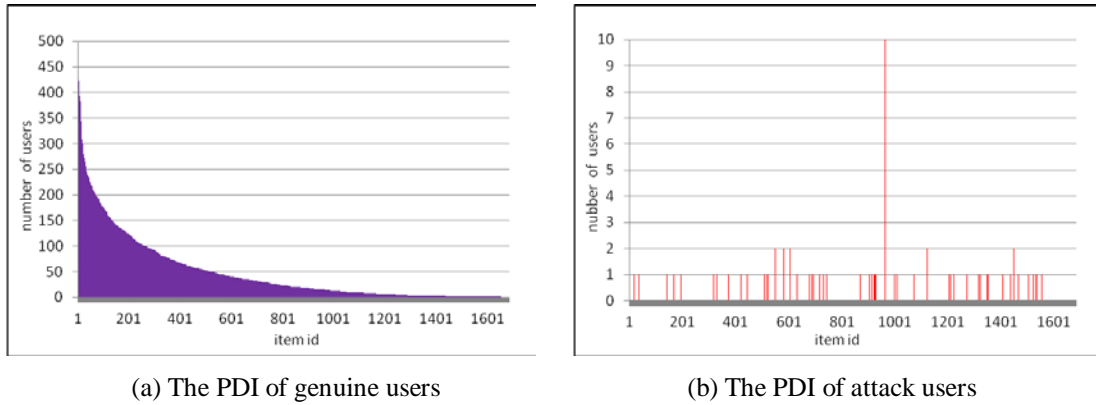 500
450
400
350
300
250
200
150
100
50
0
number of users
1 201 401 601 801 1001 1201 1401 1601
item id
(a) The PDI of genuine users
10
9
8
7
6
5
4
3
2
1
0
nubber of users
1 201 401 601 801 1001 1201 1401 1601
item id
(b) The PDI of attack users